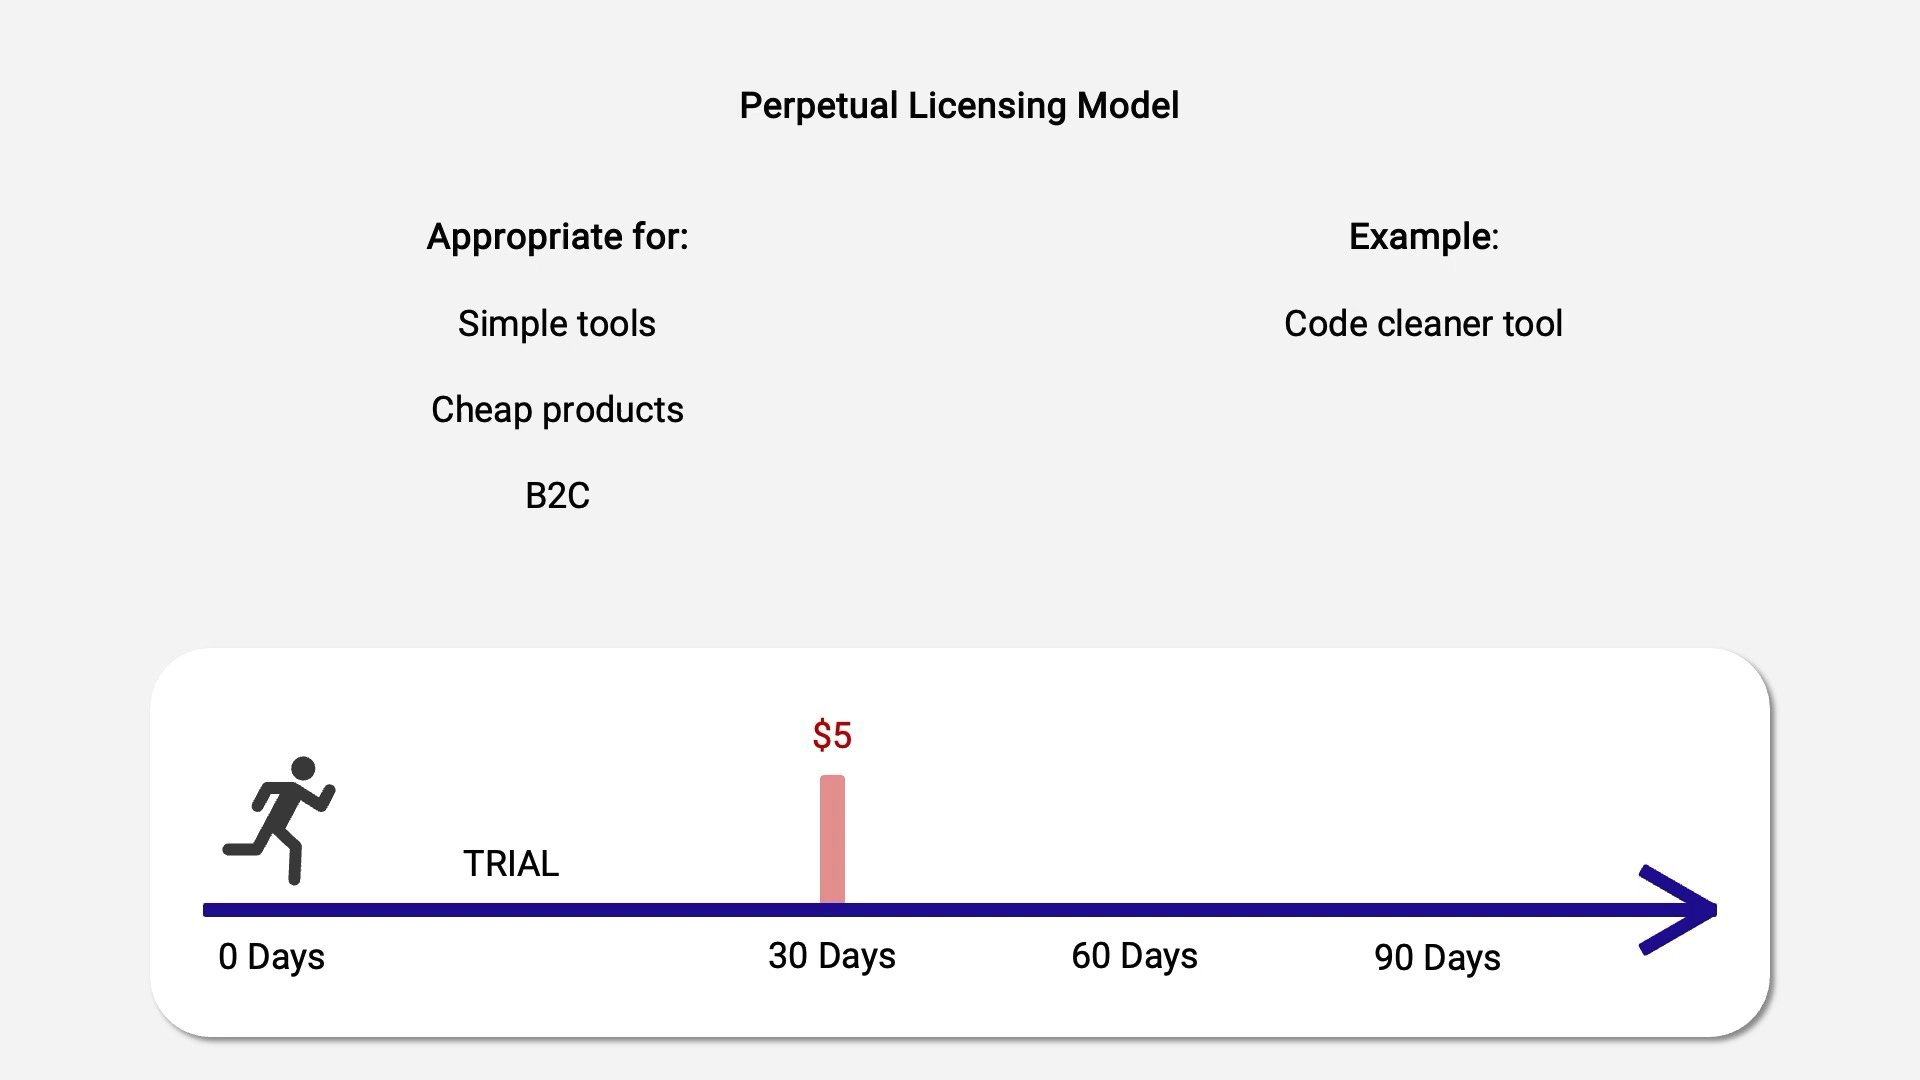 Perpetual Licensing Model
Appropriate for:
Simple tools
Cheap products
B2C
Example:
Code cleaner tool
$5
TRIAL
0 Days
30 Days
60 Days
90 Days